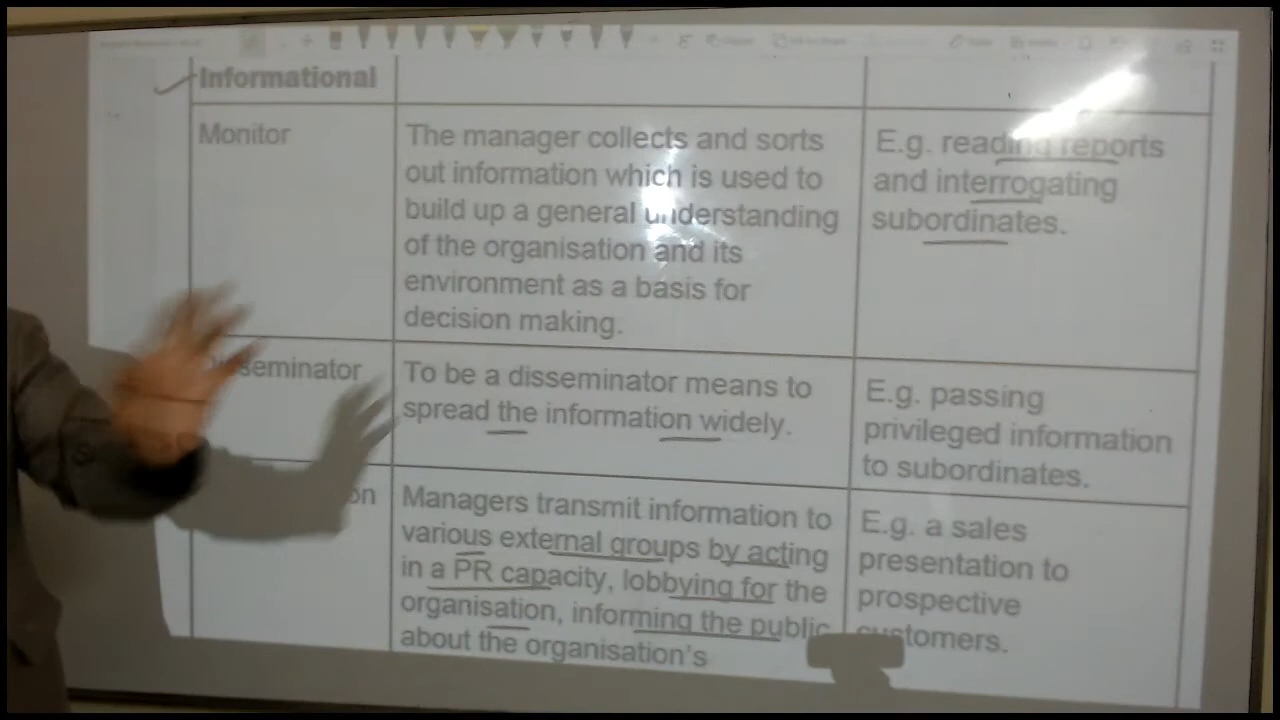 Informational
Monitor
The manager collects and sorts
out information which is used to
build up a general understanding
of the organisation and its
environment as a basis for
decision making.
E.g. reading reports
and interrogating
subordinates.
seminator
To be a disseminator means to
spread the information widely.
E.g. passing
privileged information
to subordinates.
on
Managers transmit information to
various external groups by acting
in a PR capacity, lobbying for the
organisation, informing the public
about the organisation's
E.g. a sales
presentation to
prospective
customers.